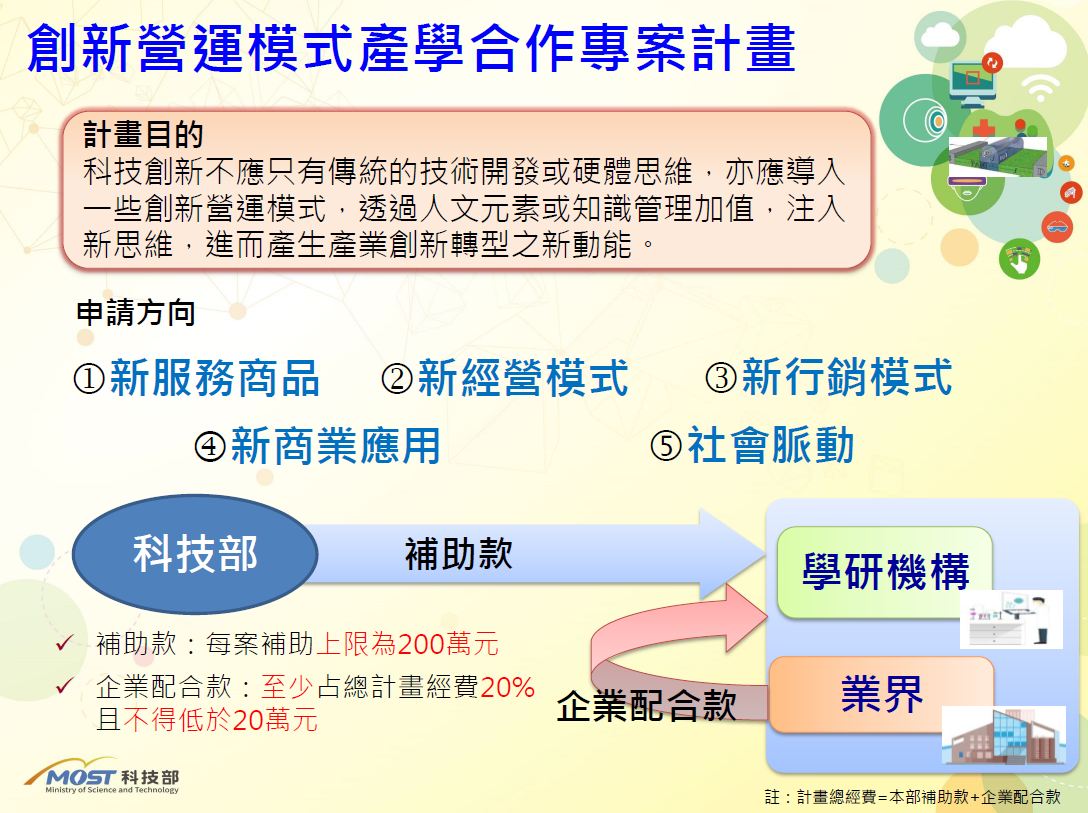 創新營運模式產學合作專案計畫
計畫目的
科技創新不應只有傳統的技術開發或硬體思維，亦應導入
一些創新營運模式，透過人文元素或知識管理加值，注入
新思維，進而產生產業創新轉型之新動能。
申請方向
①新服務商品 ②新經營模式 ③新行銷模式
④新商業應用 ⑤社會脈動
科技部
補助款
學研機構
✓ 補助款：每案補助上限為200萬元
✓ 企業配合款：至少占總計畫經費20%
且不得低於20萬元
企業配合款
業界
MOST 科技部
Ministry of Science and Technology
註：計畫總經費=本部補助款+企業配合款